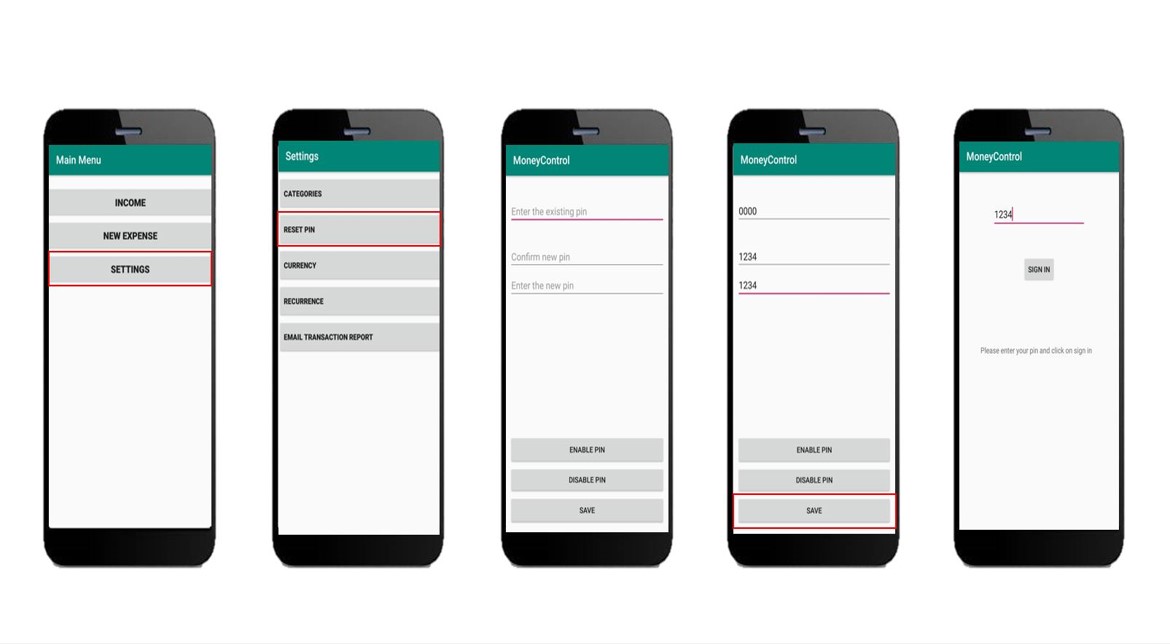 Main Menu
INCOME
NEW EXPENSE
SETTINGS
Settings
CATEGORIES
RESET PIN
CURRENCY
RECURRENCE
EMAIL TRANSACTION REPORT
MoneyControl
Enter the existing pin
Confirm new pin
Enter the new pin
ENABLE PIN
DISABLE PIN
SAVE
MoneyControl
0000
1234
1234
ENABLE PIN
DISABLE PIN
SAVE
MoneyControl
1234
SIGN IN
Please enter your pin and click on sign in